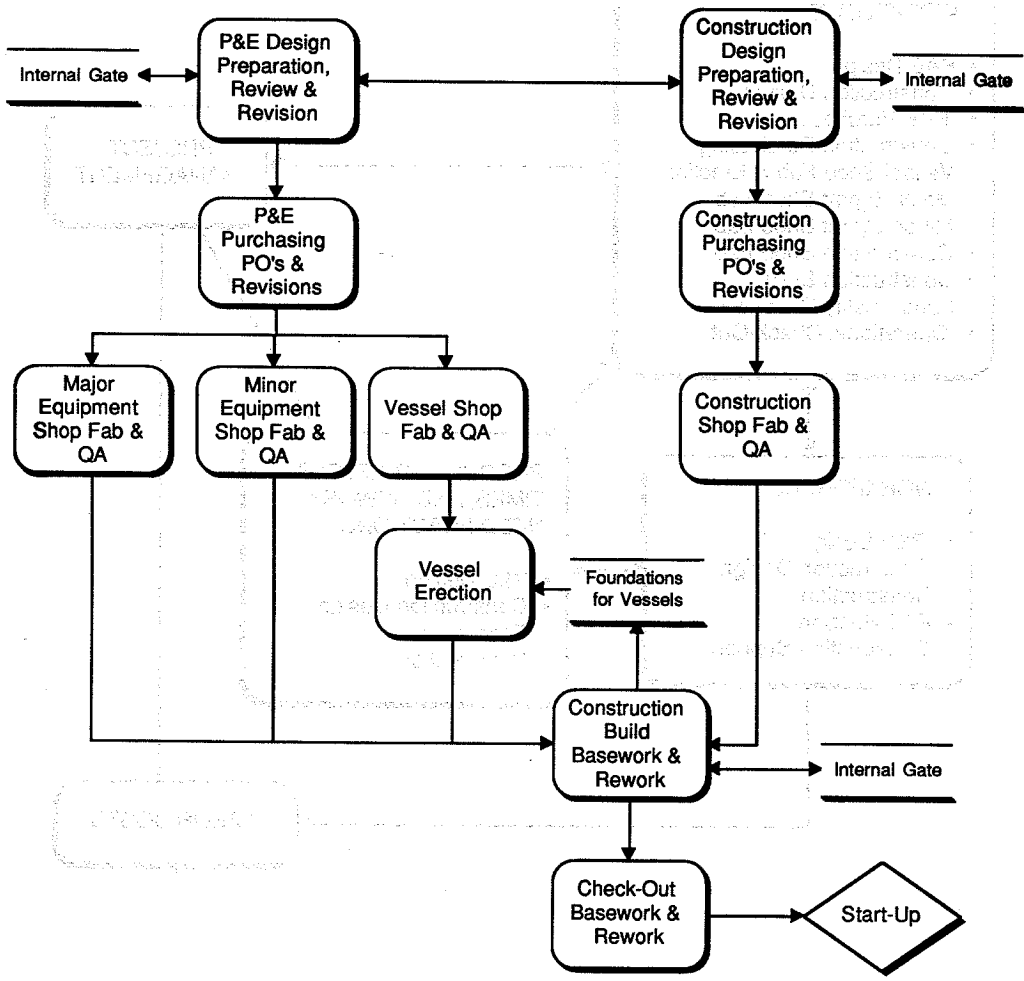 P&E Design
Preparation,
Review &
Revision
Construction
Design
Preparation,
Review &
Revision
Internal Gate
Internal Gate
P&E
Purchasing
PO's &
Revisions
Construction
Purchasing
PO's &
Revisions
Major
Equipment
Shop Fab &
QA
Minor
Equipment
Shop Fab &
QA
Vessel Shop
Fab & QA
Construction
Shop Fab &
QA
Vessel
Erection
Foundations
for Vessels
Construction
Build
Basework &
Rework
Internal Gate
Check-Out
Basework &
Rework
Start-Up